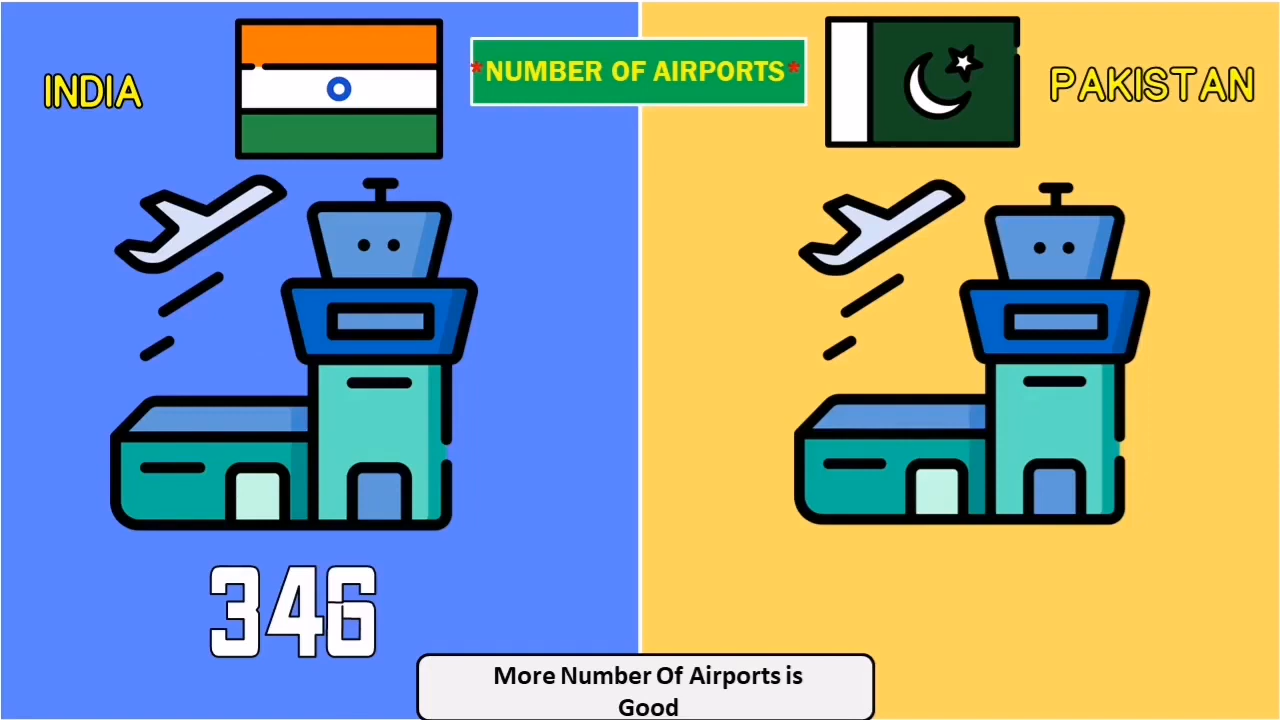 INDIA
*NUMBER OF AIRPORTS*
PAKISTAN
346
More Number Of Airports is
Good